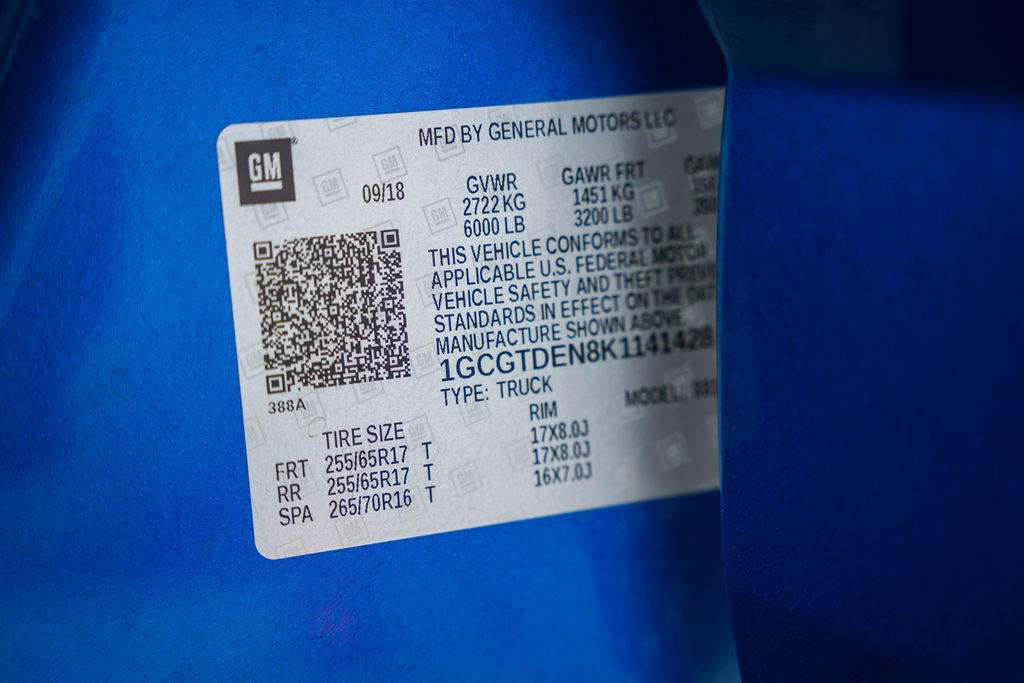 GM
MFD BY GENERAL MOTORS LLC
09/18
GVWR GAWR FRT
2722 KG 1451 KG
6000 LB 3200 LB
THIS VEHICLE CONFORMS TO ALL
APPLICABLE U.S. FEDERAL MOTOR
VEHICLE SAFETY AND THEFT
STANDARDS IN EFFECT ON THE
MANUFACTURE SHOWN ABOVE
1GCGTDEN8K1141428
TYPE: TRUCK MODEL:
388A
TIRE SIZE RIM
FRT 255/65R17 T 17X8.0J
RR 255/65R17 T 17X8.0J
SPA 265/70R16 T 16X7.0J